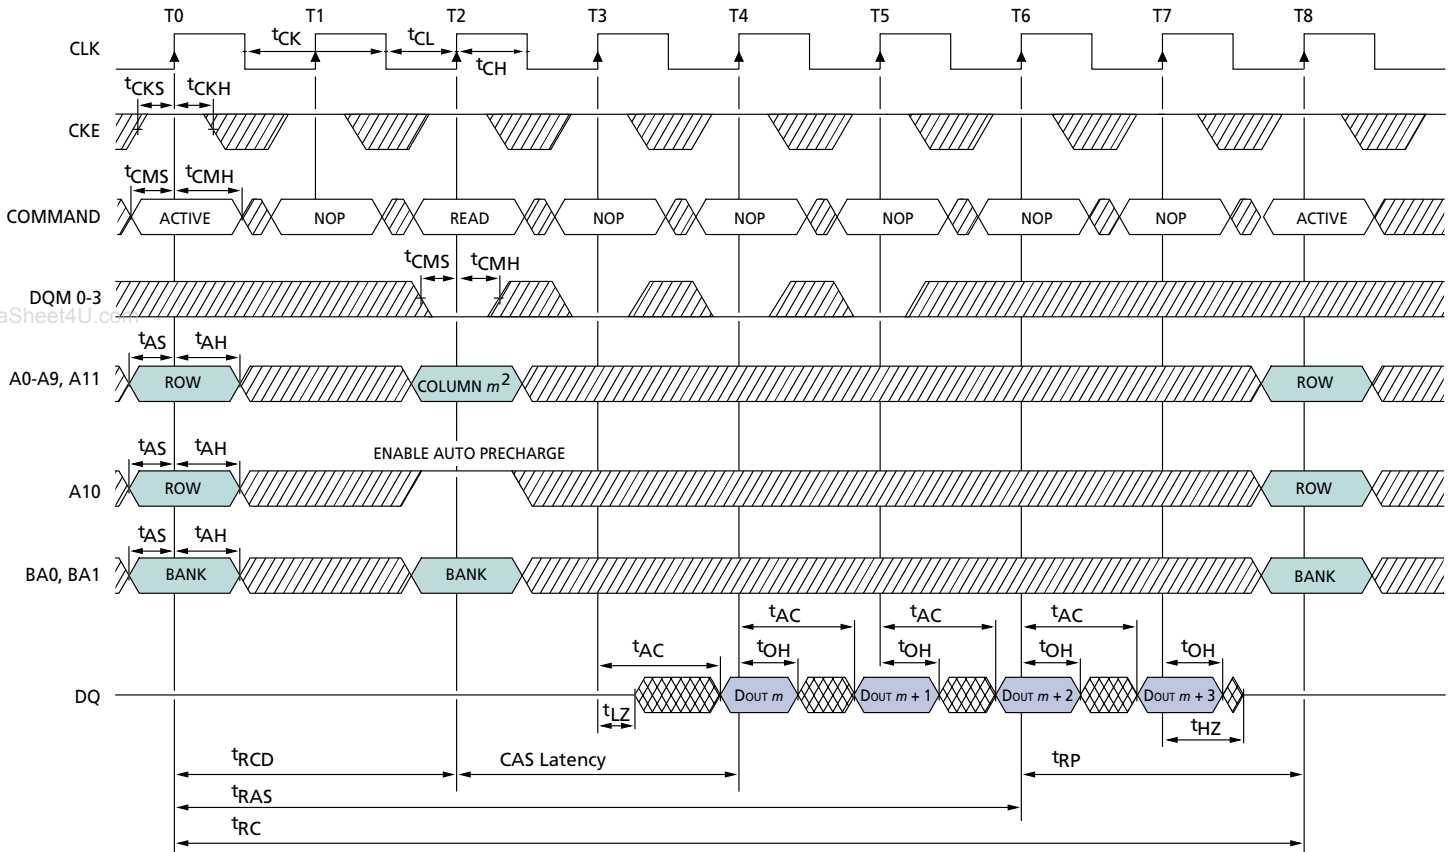 T0 T1 T2 T3 T4 T5 T6 T7 T8
CLK tCK tCL tCH
tCKS tCKH
CKE
tCMS tCMH
COMMAND ACTIVE NOP READ NOP NOP NOP NOP NOP ACTIVE
tCMS tCMH
DQM 0-3
aSheet4U.com
tAS tAH
A0-A9, A11 ROW COLUMN m2 ROW
tAS tAH ENABLE AUTO PRECHARGE
A10 ROW ROW
tAS tAH
BA0, BA1 BANK BANK BANK
tAC tAC tAC
tAC tOH tOH tOH tOH
DQ DOUT m DOUT m + 1 DOUT m + 2 DOUT m + 3
tLZ tHZ
tRCD CAS Latency tRP
tRAS
tRC